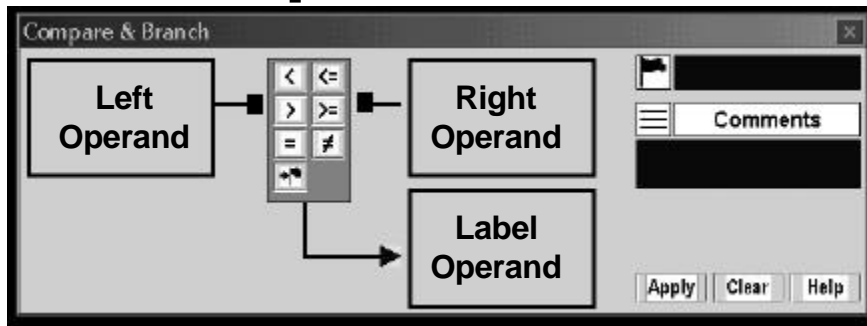 Compare & Branch
Left
Operand
< <=
> >=
= ≠
Right
Operand
Label
Operand
Comments
Apply Clear Help